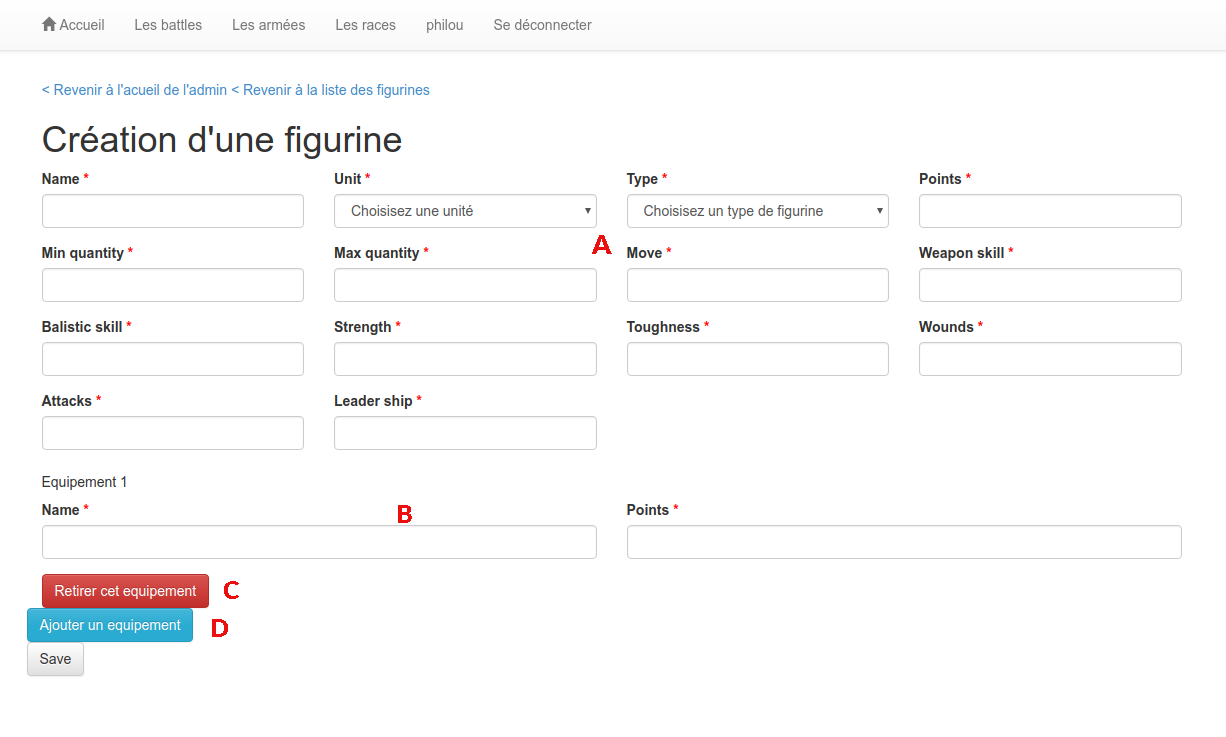 Accueil Les battles Les armées Les races philou Se déconnecter
< Revenir à l'acueil de l'admin < Revenir à la liste des figurines
Création d'une figurine
Name * Unit * Type * Points *
Choisisez une unité Choisisez un type de figurine
A
Min quantity * Max quantity * Move * Weapon skill *
Balistic skill * Strength * Toughness * Wounds *
Attacks * Leader ship *
Equipement 1
Name * B Points *
Retirer cet equipement C
Ajouter un equipement D
Save